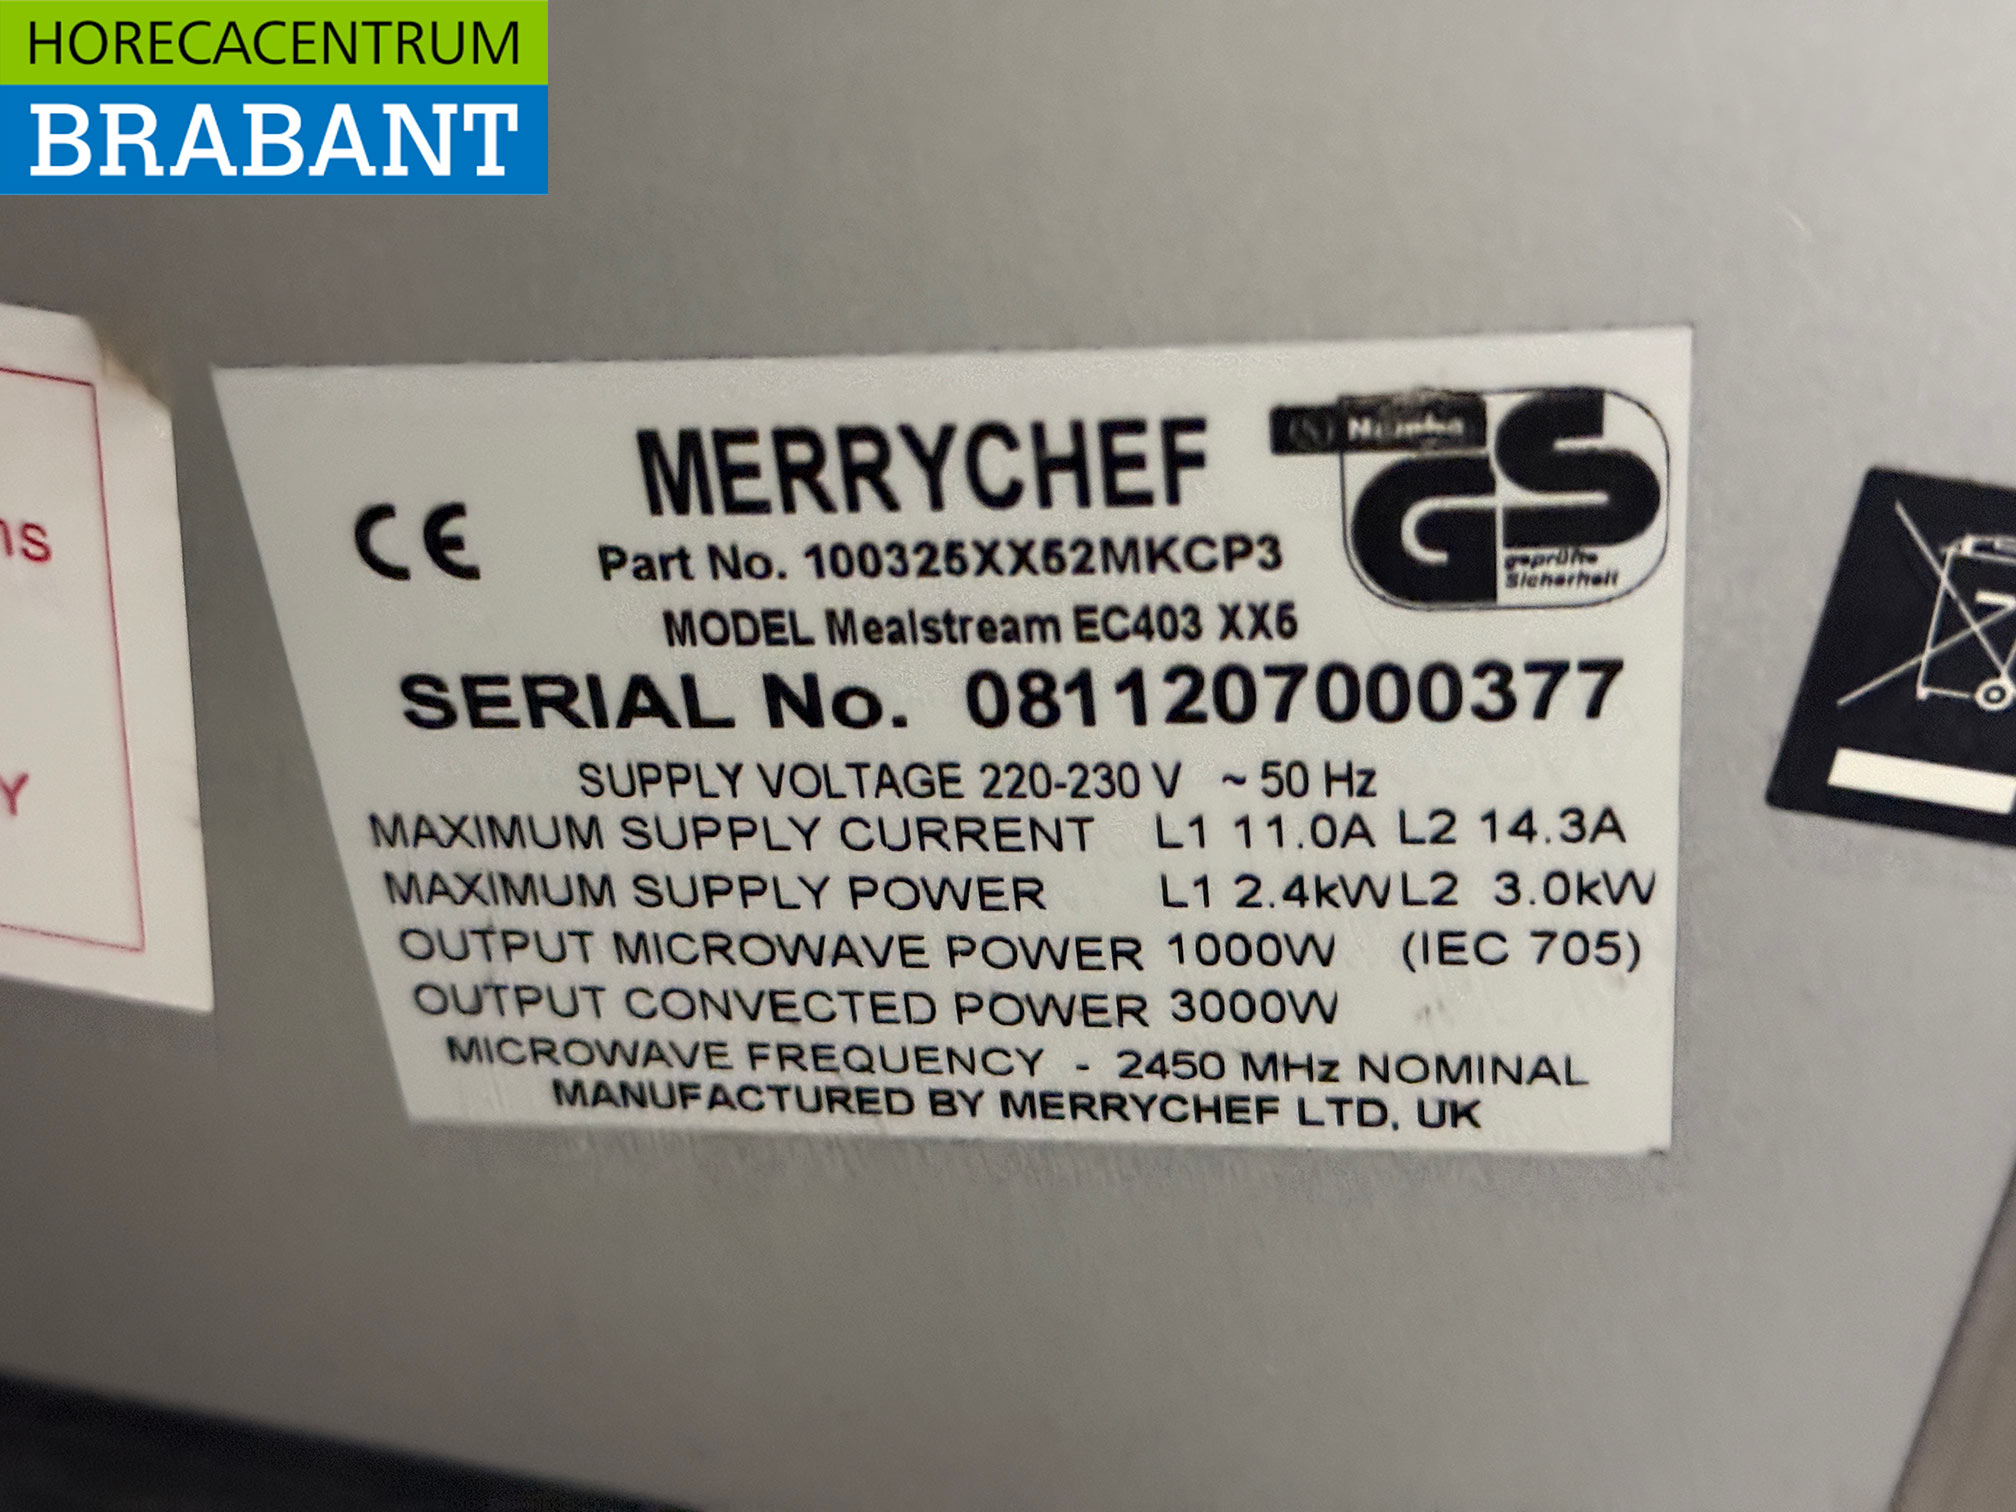 HORECACENTRUM
BRABANT
ns
Y
MERRYCHEF
CE
Part No. 100325XX52MKCP3
MODEL Mealstream EC403 XX5
SERIAL No. 0811207000377
SUPPLY VOLTAGE 220-230 V ~ 50 Hz
MAXIMUM SUPPLY CURRENT L1 11.0A L2 14.3A
MAXIMUM SUPPLY POWER L1 2.4kW L2 3.0kW
OUTPUT MICROWAVE POWER 1000W (IEC 705)
OUTPUT CONVECTED POWER 3000W
MICROWAVE FREQUENCY - 2450 MHz NOMINAL
MANUFACTURED BY MERRYCHEF LTD, UK
GS
geprüfte
Sicherheit